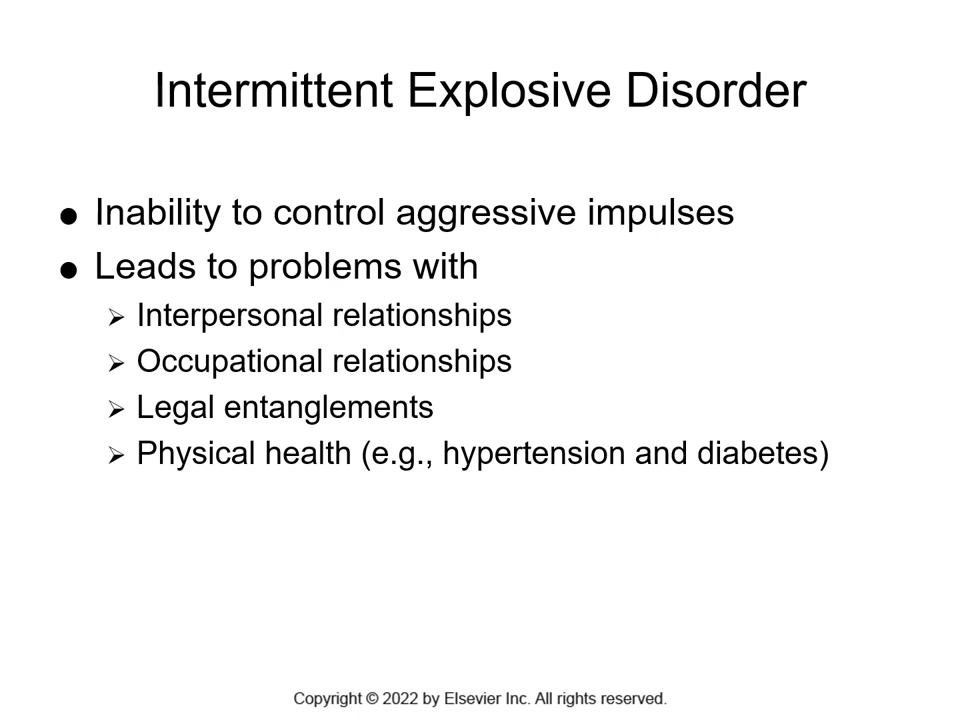 Intermittent Explosive Disorder
● Inability to control aggressive impulses
● Leads to problems with
➢ Interpersonal relationships
➢ Occupational relationships
➢ Legal entanglements
➢ Physical health (e.g., hypertension and diabetes)
Copyright © 2022 by Elsevier Inc. All rights reserved.